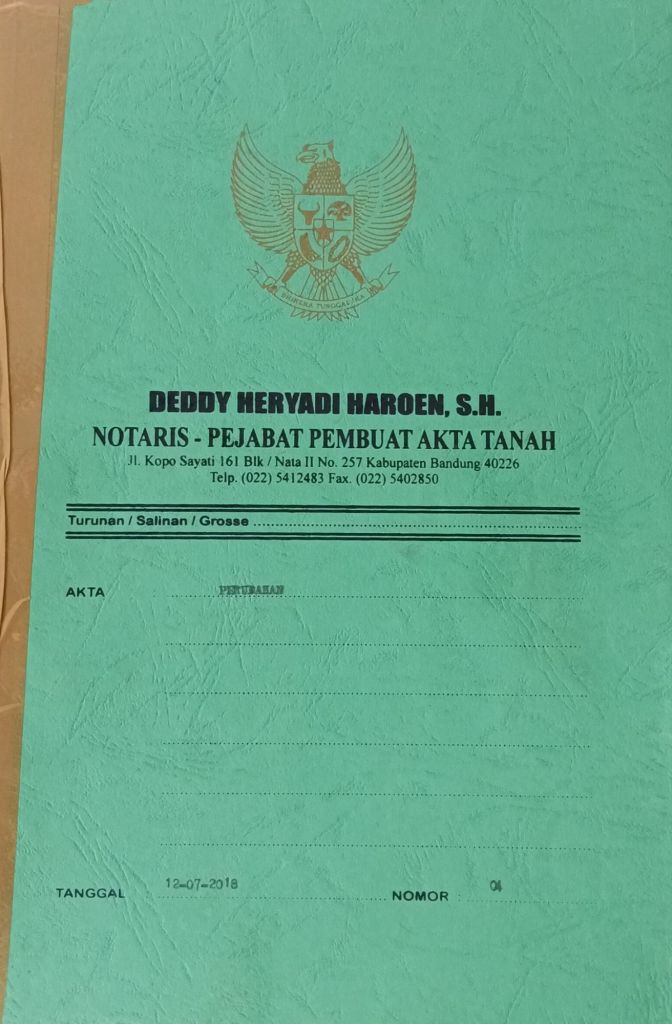 BHINEKA TUNGGAL IKA
DEDDY HERYADI HAROEN, S.H.
NOTARIS - PEJABAT PEMBUAT AKTA TANAH
Jl. Kopo Sayati 161 Blk / Nata II No. 257 Kabupaten Bandung 40226
Telp. (022) 5412483 Fax. (022) 5402850
Turunan / Salinan / Grosse
AKTA PERUBAHAN
TANGGAL 12-07-2018 NOMOR 04